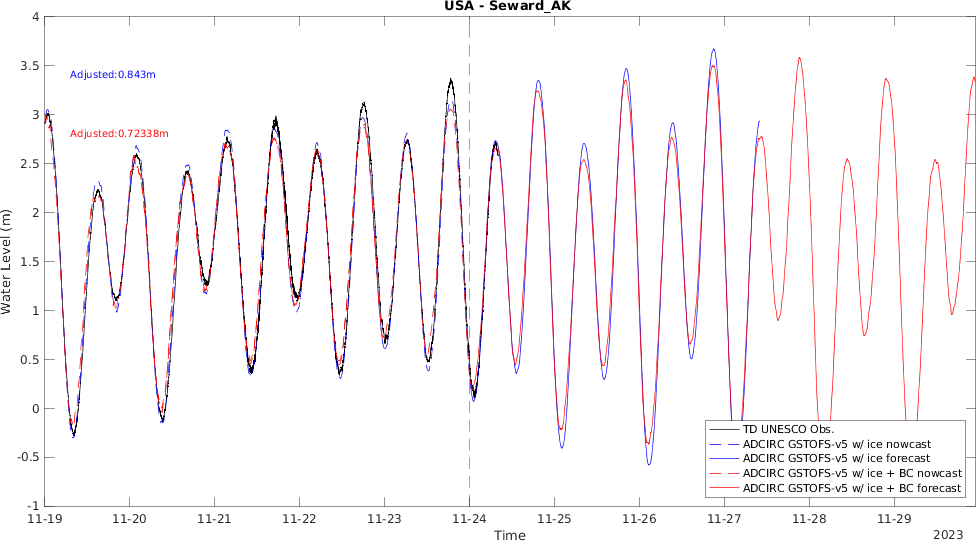 USA - Seward_AK
4
3.5
3
2.5
2
1.5
1
0.5
0
-0.5
-1
Water Level (m)
Adjusted:0.843m
Adjusted:0.72338m
TD UNESCO Obs.
ADCIRC GSTOFS-v5 w/ ice nowcast
ADCIRC GSTOFS-v5 w/ ice forecast
ADCIRC GSTOFS-v5 w/ ice + BC nowcast
ADCIRC GSTOFS-v5 w/ ice + BC forecast
11-19 11-20 11-21 11-22 11-23 11-24 11-25 11-26 11-27 11-28 11-29
Time
2023